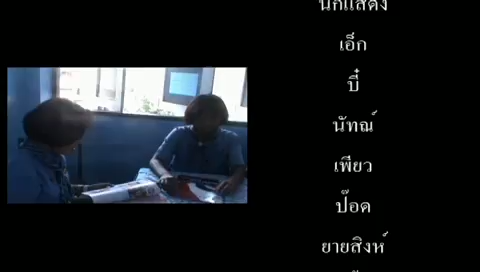 นักแสดง
เอ็ก
บี๋
นัทณ์
เพียว
ป๊อด
ยายสิงห์